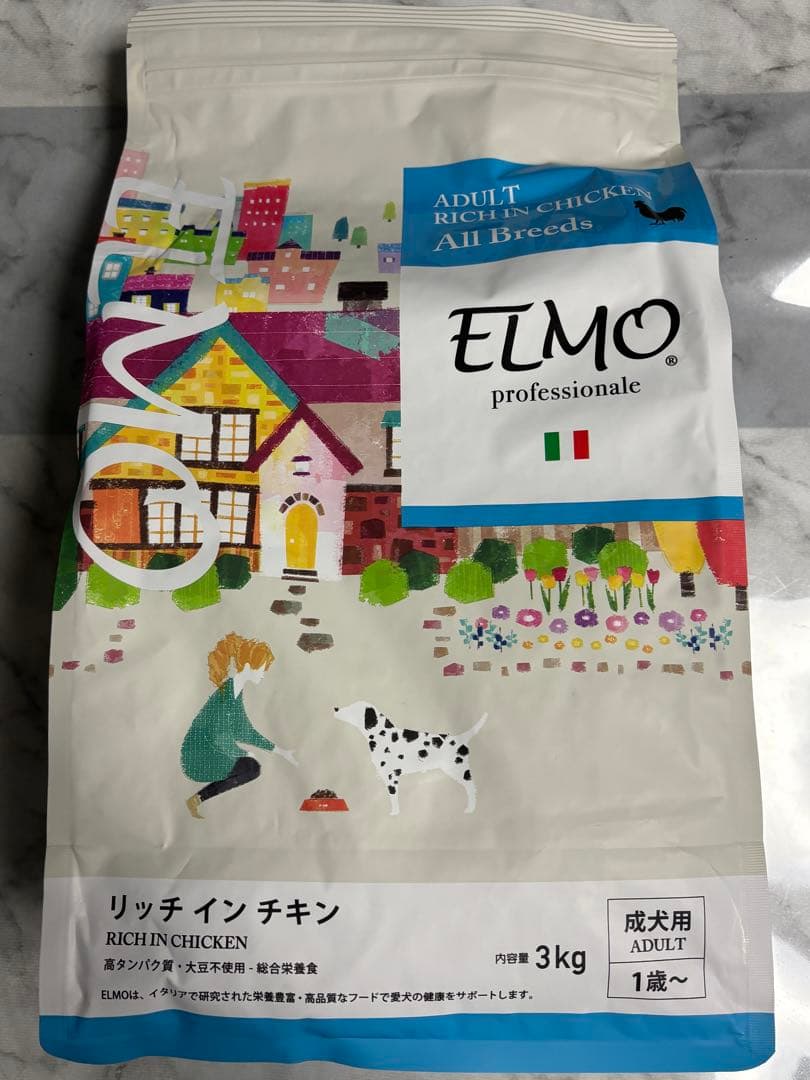 ELMO
ADULT
RICH IN CHICKEN
All Breeds
ELMO®
professionale
リッチ イン チキン
RICH IN CHICKEN
高タンパク質・大豆不使用 - 総合栄養食
ELMOは、イタリアで研究された栄養豊富・高品質なフードで愛犬の健康をサポートします。
内容量 3kg
成犬用
ADULT
1歳～